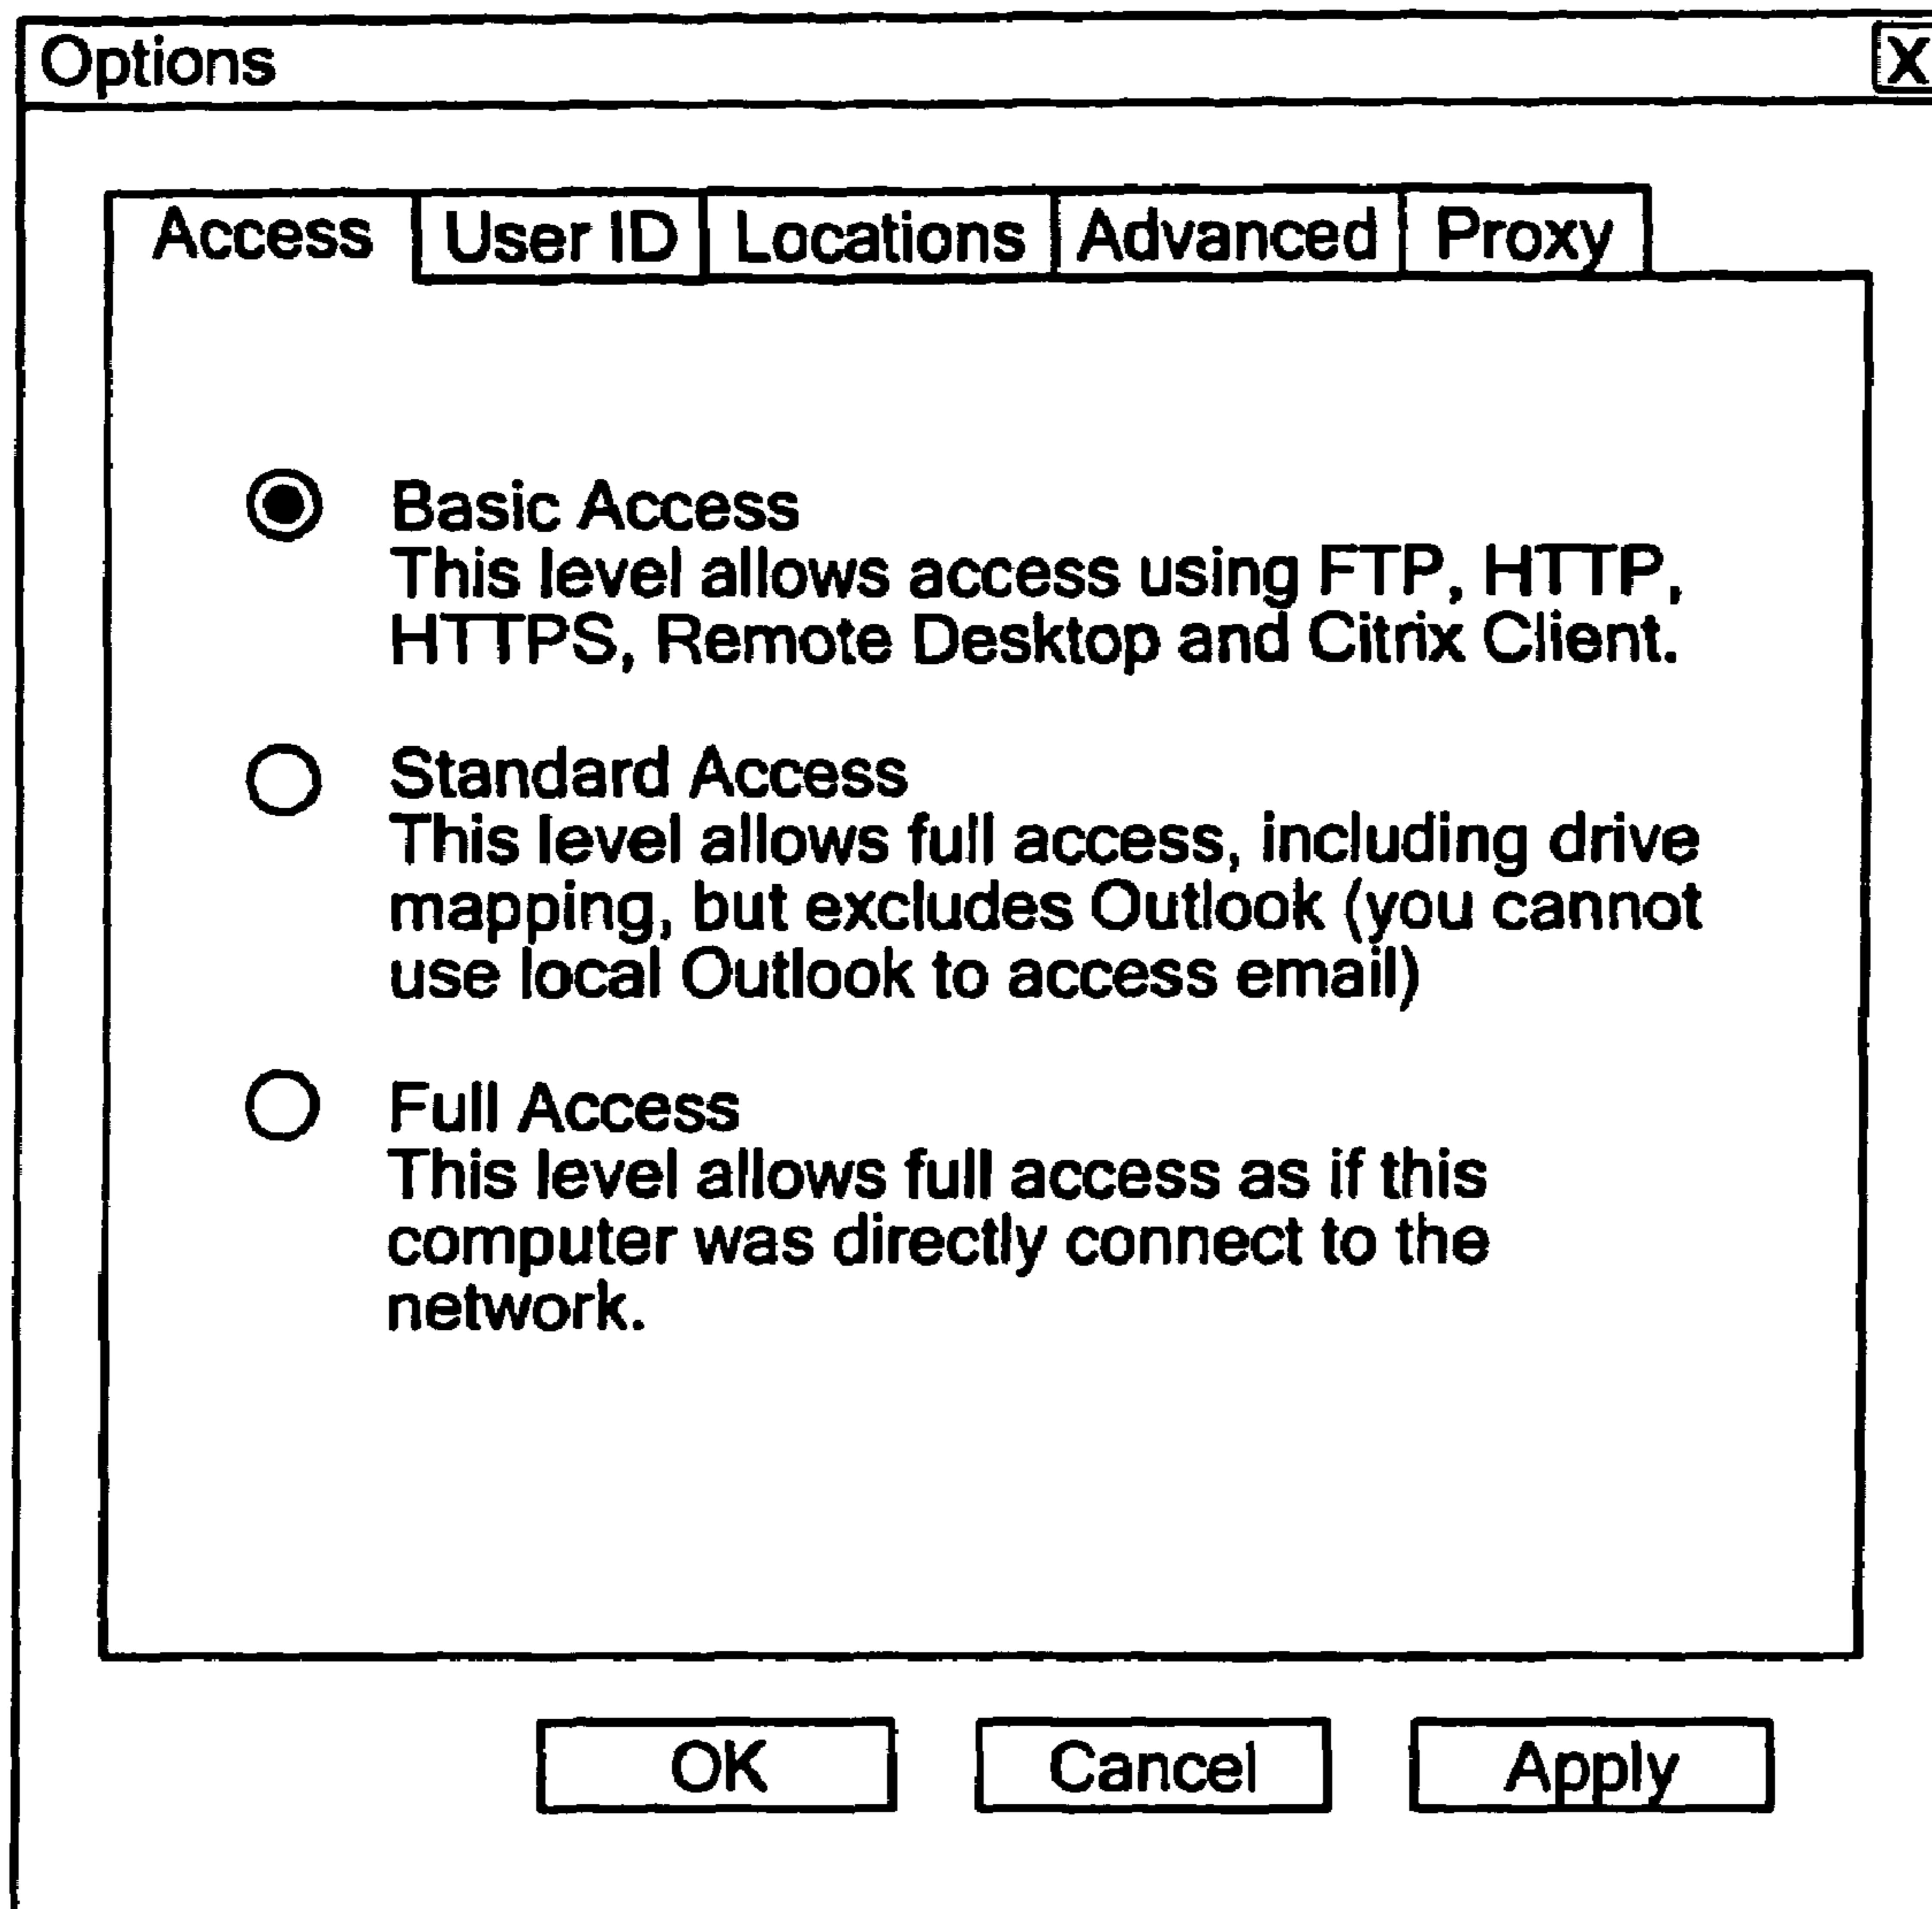 Options X
Access User ID Locations Advanced Proxy
Basic Access
This level allows access using FTP, HTTP,
HTTPS, Remote Desktop and Citrix Client.
Standard Access
This level allows full access, including drive
mapping, but excludes Outlook (you cannot
use local Outlook to access email)
Full Access
This level allows full access as if this
computer was directly connect to the
network.
OK Cancel Apply